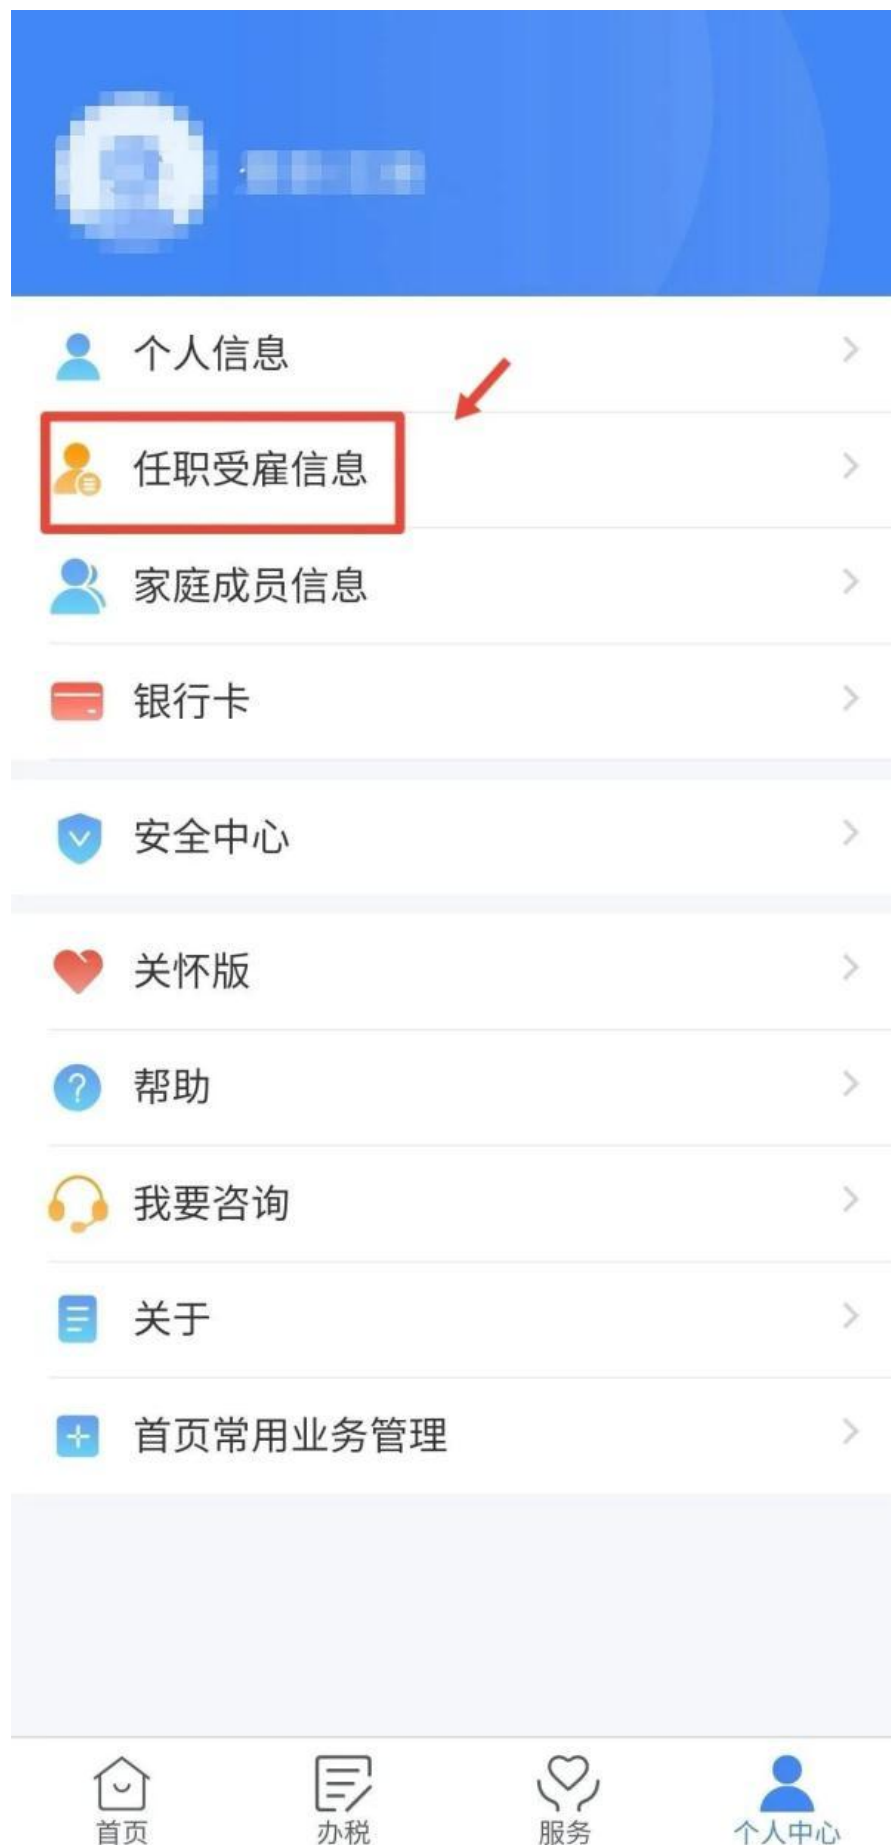 个人信息
任职受雇信息
家庭成员信息
银行卡
安全中心
关怀版
帮助
我要咨询
关于
首页常用业务管理
首页
办税
服务
个人中心